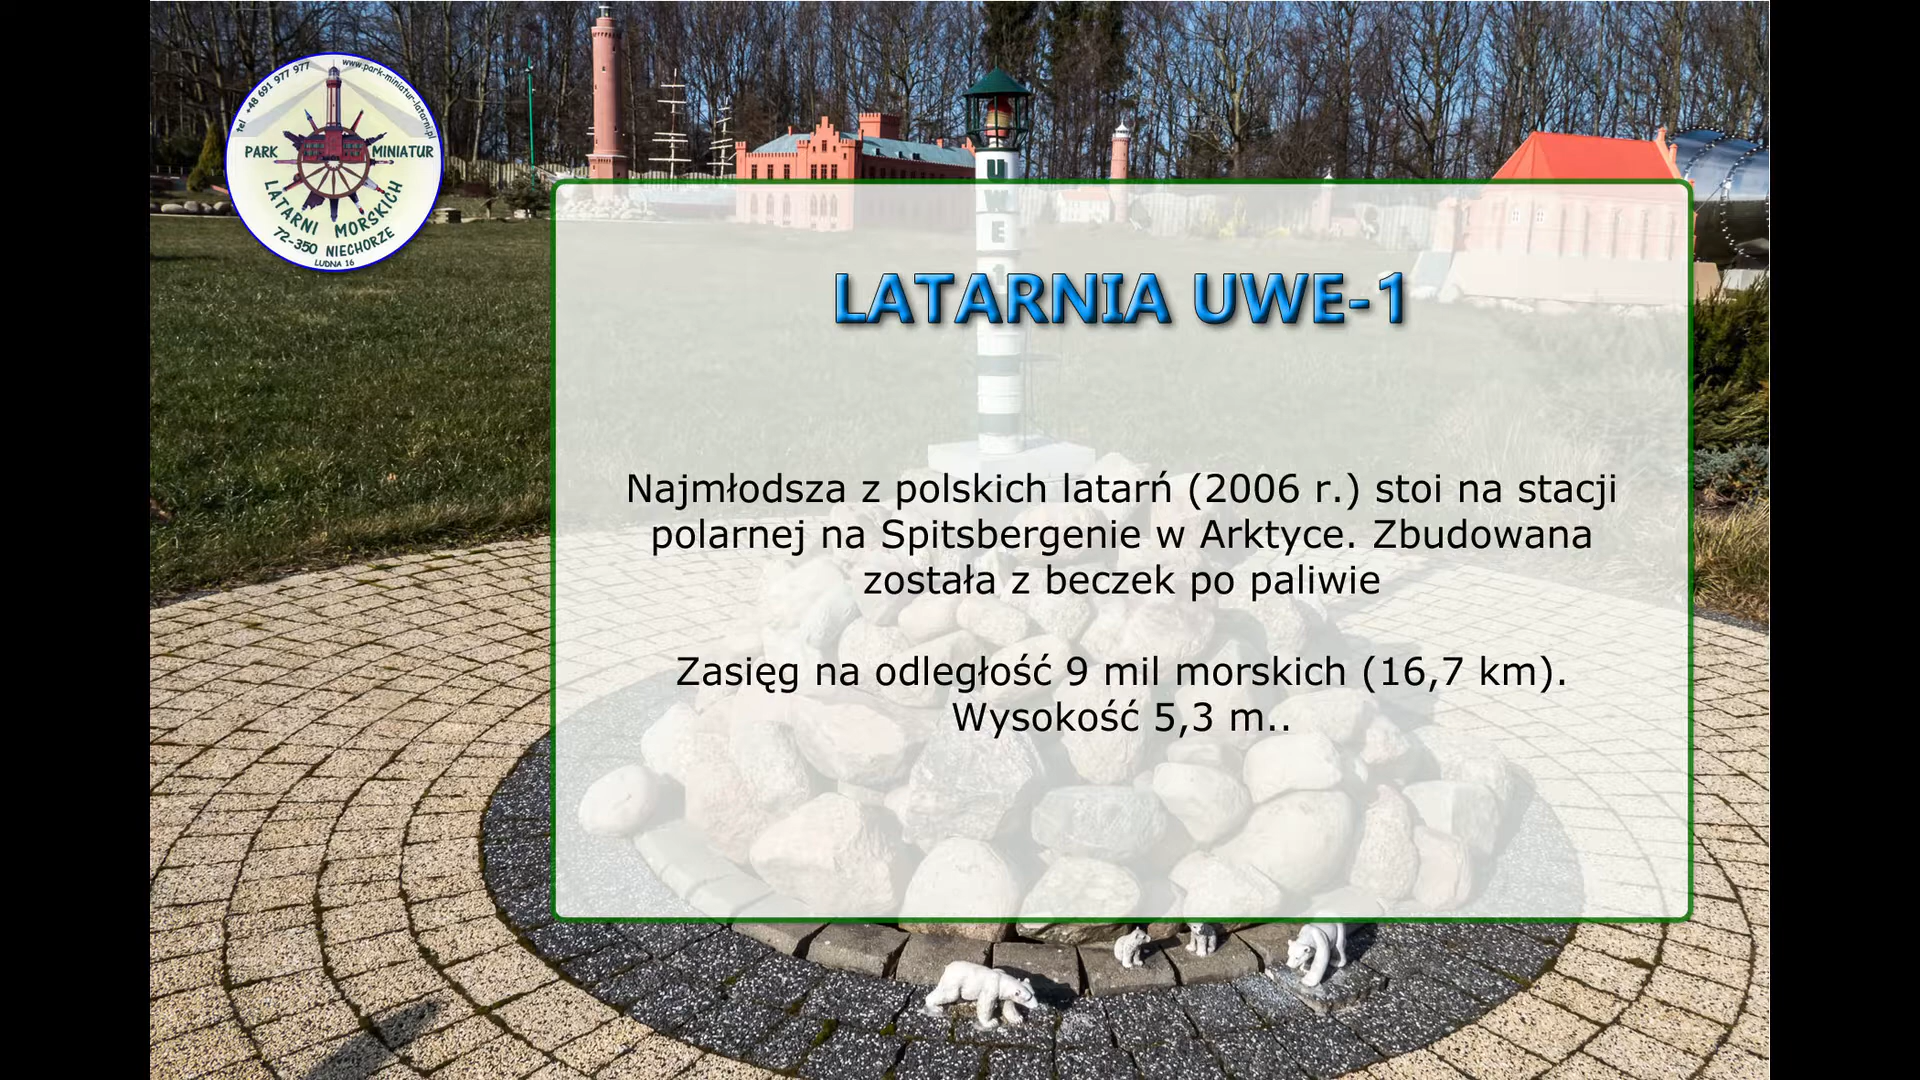 tel +48 691 977 977
www.park-miniatur-latarni.pl
PARK MINIATUR
LATARNI MORSKICH
72-350 NIECHORZE
LUDNA 16
UWE
1
LATARNIA UWE-1
Najmłodsza z polskich latarń (2006 r.) stoi na stacji
polarnej na Spitsbergenie w Arktyce. Zbudowana
została z beczek po paliwie
Zasięg na odległość 9 mil morskich (16,7 km).
Wysokość 5,3 m..